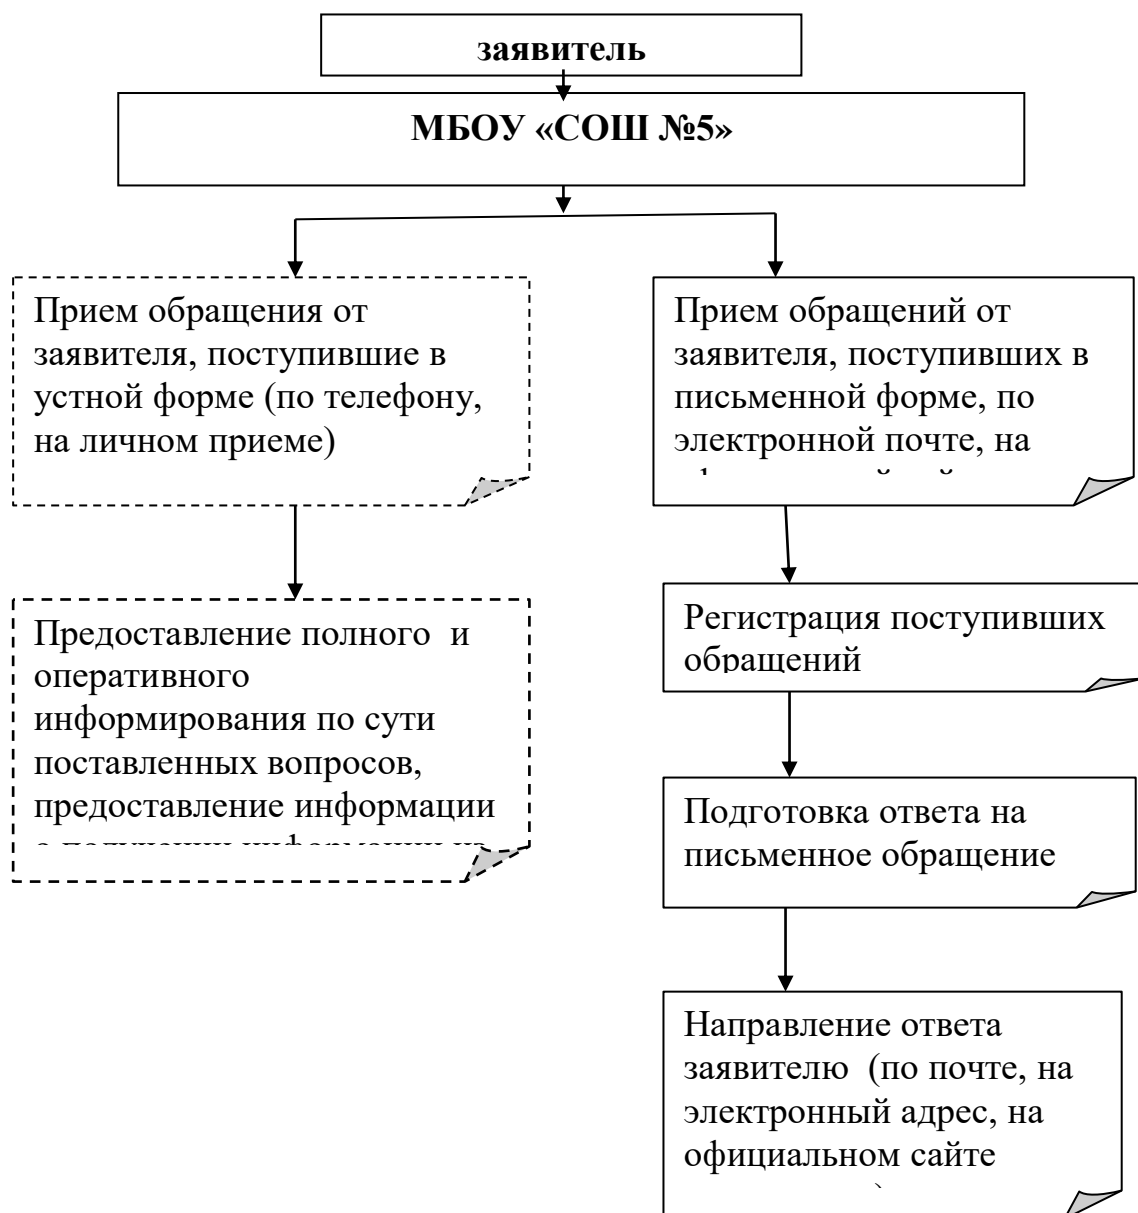 заявитель
МБОУ «СОШ №5»
Прием обращения от
заявителя, поступившие в
устной форме (по телефону,
на личном приеме)
Предоставление полного и
оперативного
информирования по сути
поставленных вопросов,
предоставление информации
Прием обращений от
заявителя, поступивших в
письменной форме, по
электронной почте, на
Регистрация поступивших
обращений
Подготовка ответа на
письменное обращение
Направление ответа
заявителю (по почте, на
электронный адрес, на
официальном сайте